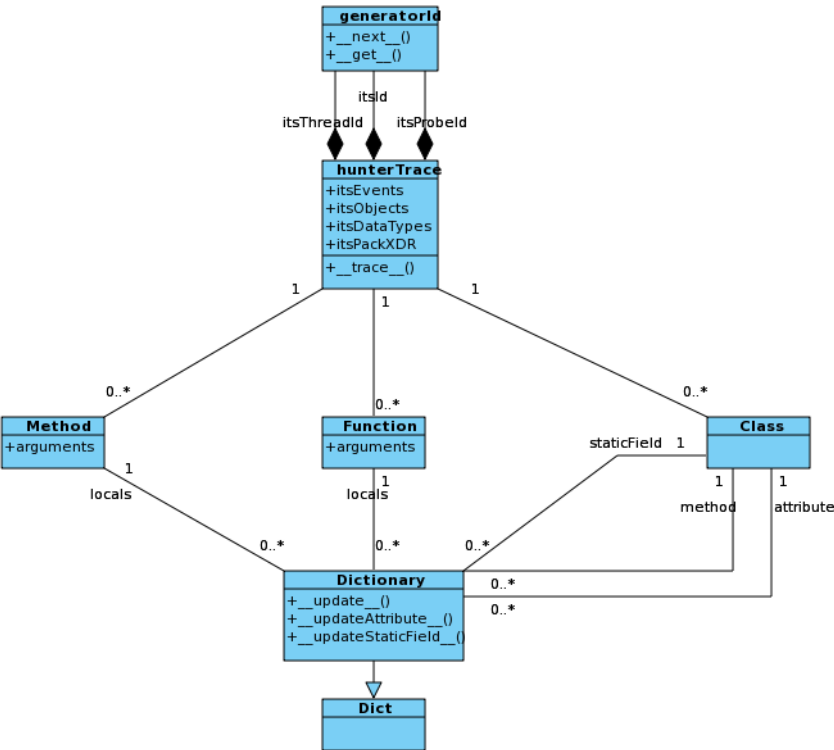 generatorId
+__next__()
+__get__()
itsId
itsThreadId
itsProbeId
hunterTrace
+itsEvents
+itsObjects
+itsDataTypes
+itsPackXDR
+__trace__()
1
1
1
0..*
0..*
0..*
Method
+arguments
Function
+arguments
Class
staticField 1
1
locals
1
locals
1
method
1
attribute
0..*
0..*
0..*
0..*
0..*
Dictionary
+__update__()
+__updateAttribute__()
+__updateStaticField__()
Dict